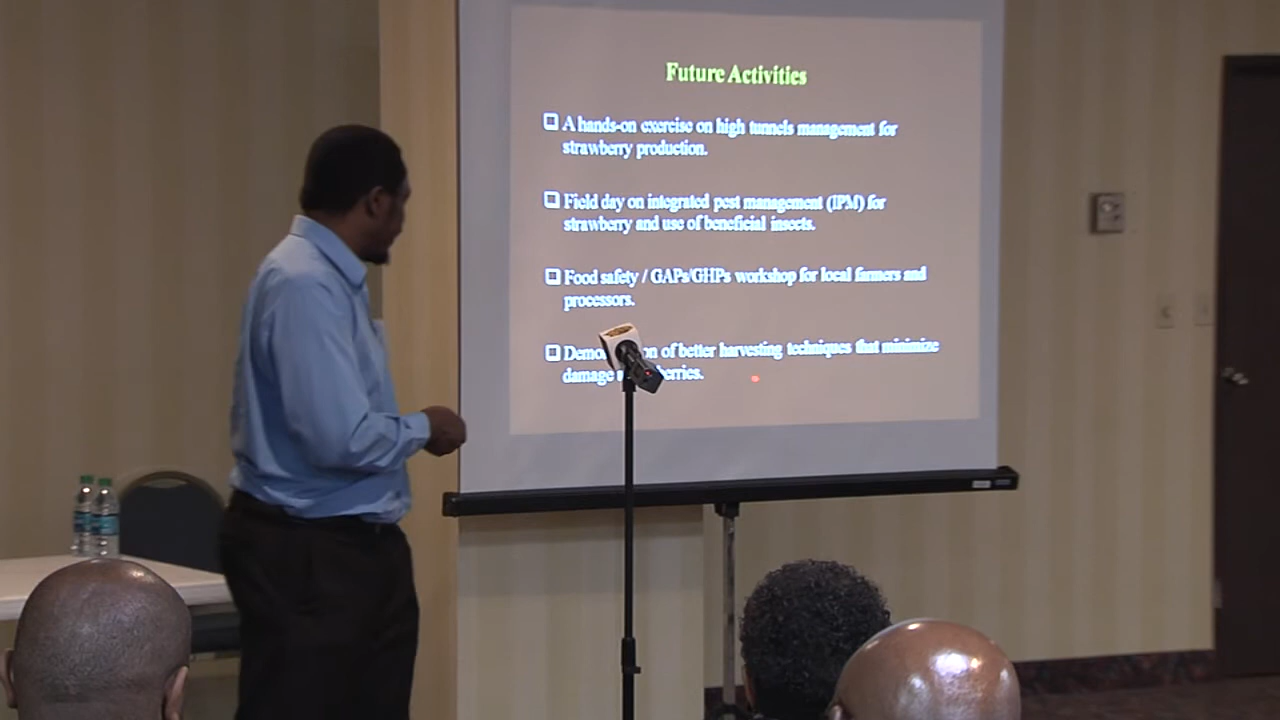 Future Activities
A hands-on exercise on high tunnels management for
strawberry production.
Field day on integrated pest management (IPM) for
strawberry and use of beneficial insects.
Food safety / GAPs/GHPs workshop for local farmers and
processors.
of better harvesting techniques that minimize
damage